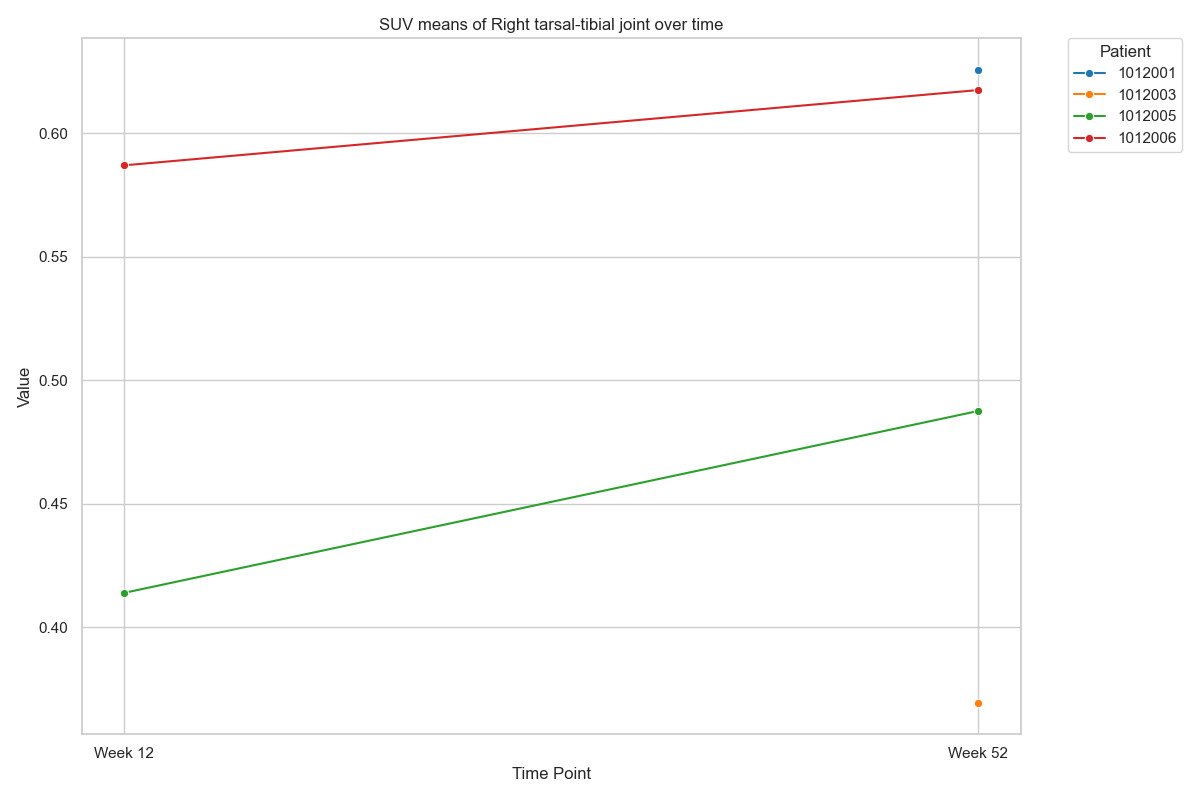 SUV means of Right tarsal-tibial joint over time
Patient
1012001
1012003
1012005
1012006
0.60
0.55
0.50
0.45
0.40
Value
Week 12
Week 52
Time Point